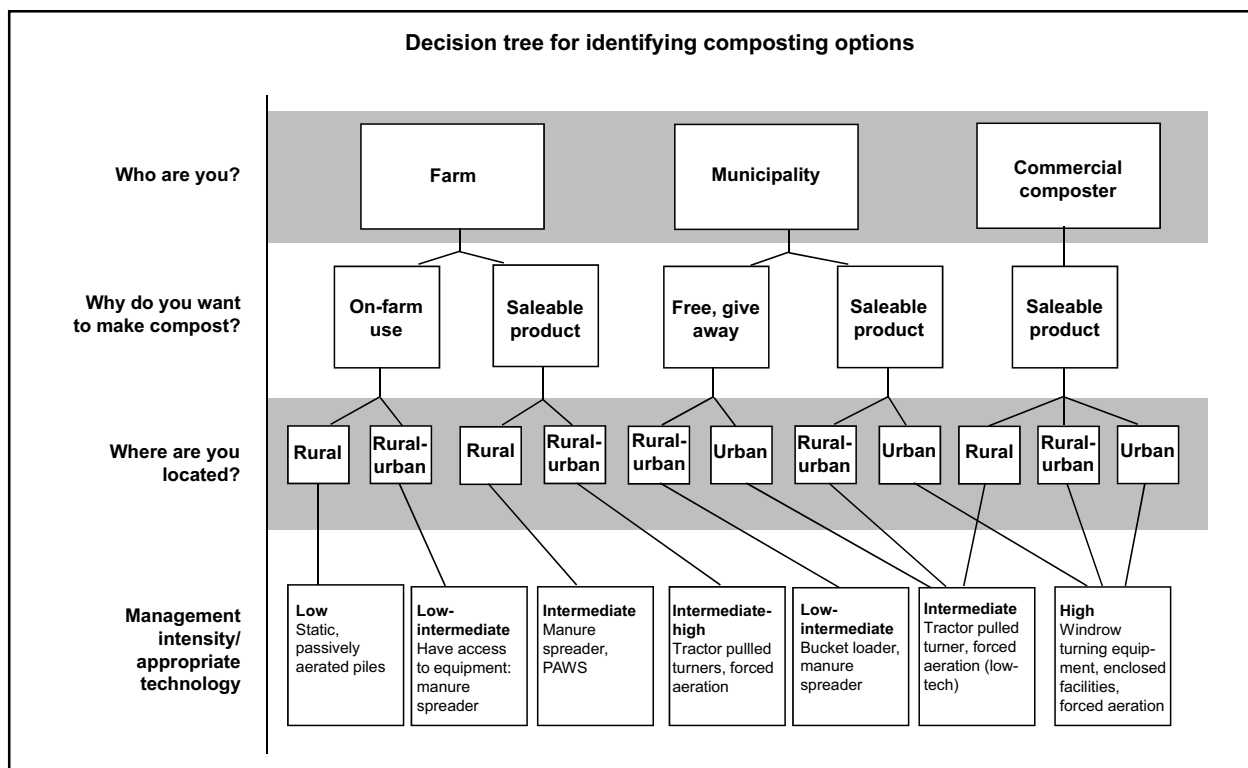 Decision tree for identifying composting options
Who are you?
Farm
Municipality
Commercial
composter
Why do you want
to make compost?
On-farm
use
Saleable
product
Free, give
away
Saleable
product
Saleable
product
Where are you
located?
Rural
Rural-
urban
Rural
Rural-
urban
Rural-
urban
Urban
Rural-
urban
Urban
Rural
Rural-
urban
Urban
Management
intensity/
appropriate
technology
Low
Static,
passively
aerated piles
Low-
intermediate
Have access
to equipment:
manure
spreader
Intermediate
Manure
spreader,
PAWS
Intermediate-
high
Tractor pullled
turners, forced
aeration
Low-
intermediate
Bucket loader,
manure
spreader
Intermediate
Tractor pulled
turner, forced
aeration (low-
tech)
High
Windrow
turning equip-
ment, enclosed
facilities,
forced aeration